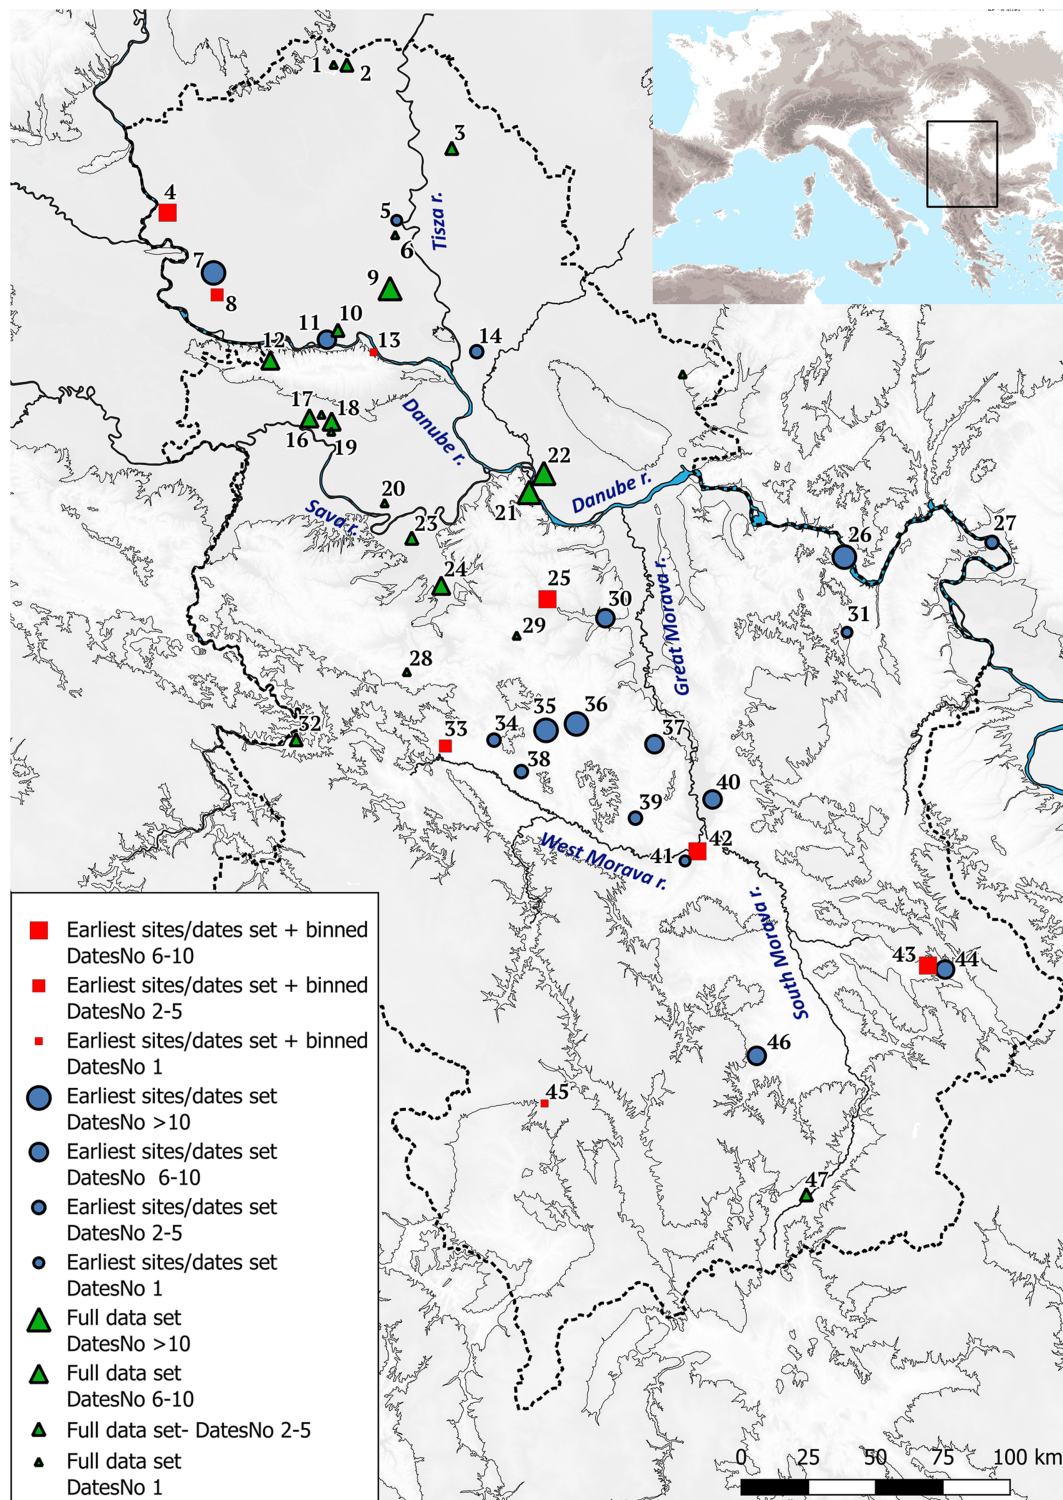 1
2
3
4
Tisza r.
5
6
7
8
9
10
11
12
13
14
17
18
16
19
Danube r.
22
21
Danube r.
20
Sava r.
23
24
25
26
27
Great Morava r.
30
29
31
28
32
33
34
35
36
37
38
39
40
West Morava r.
41
42
South Morava r.
43
44
46
45
47
Earliest sites/dates set + binned
DatesNo 6-10
Earliest sites/dates set + binned
DatesNo 2-5
Earliest sites/dates set + binned
DatesNo 1
Earliest sites/dates set
DatesNo >10
Earliest sites/dates set
DatesNo 6-10
Earliest sites/dates set
DatesNo 2-5
Earliest sites/dates set
DatesNo 1
Full data set
DatesNo >10
Full data set
DatesNo 6-10
Full data set- DatesNo 2-5
Full data set
DatesNo 1
0 25 50 75 100 km